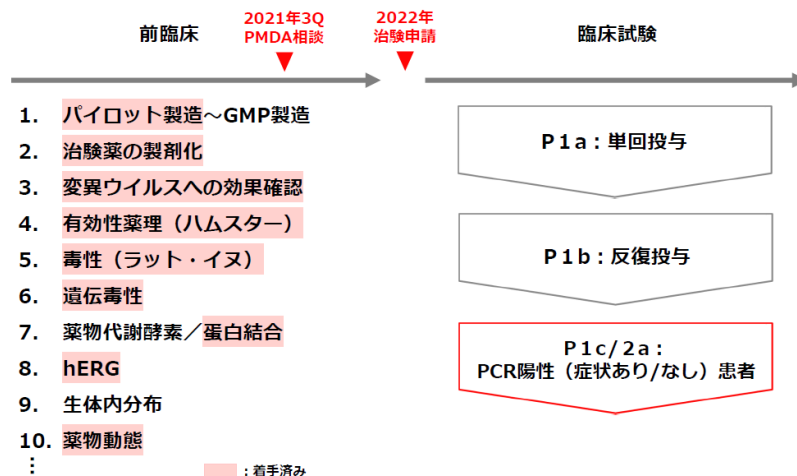 前臨床
2021年3Q
PMDA相談
2022年
治験申請
臨床試験
1. パイロット製造～GMP製造
2. 治験薬の製剤化
3. 変異ウイルスへの効果確認
4. 有効性薬理（ハムスター）
5. 毒性（ラット・イヌ）
6. 遺伝毒性
7. 薬物代謝酵素／蛋白結合
8. hERG
9. 生体内分布
10. 薬物動態
⋮
：着手済み
P1a：単回投与
P1b：反復投与
P1c/2a：
PCR陽性（症状あり/なし）患者